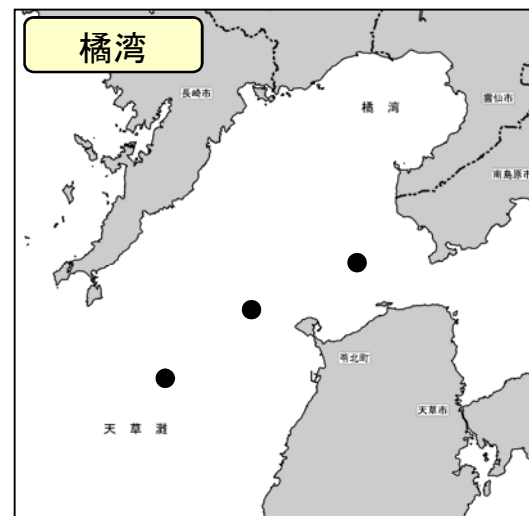 橘湾
長崎市
橘 湾
雲仙市
南島原市
苓北町
天草市
天 草 灘